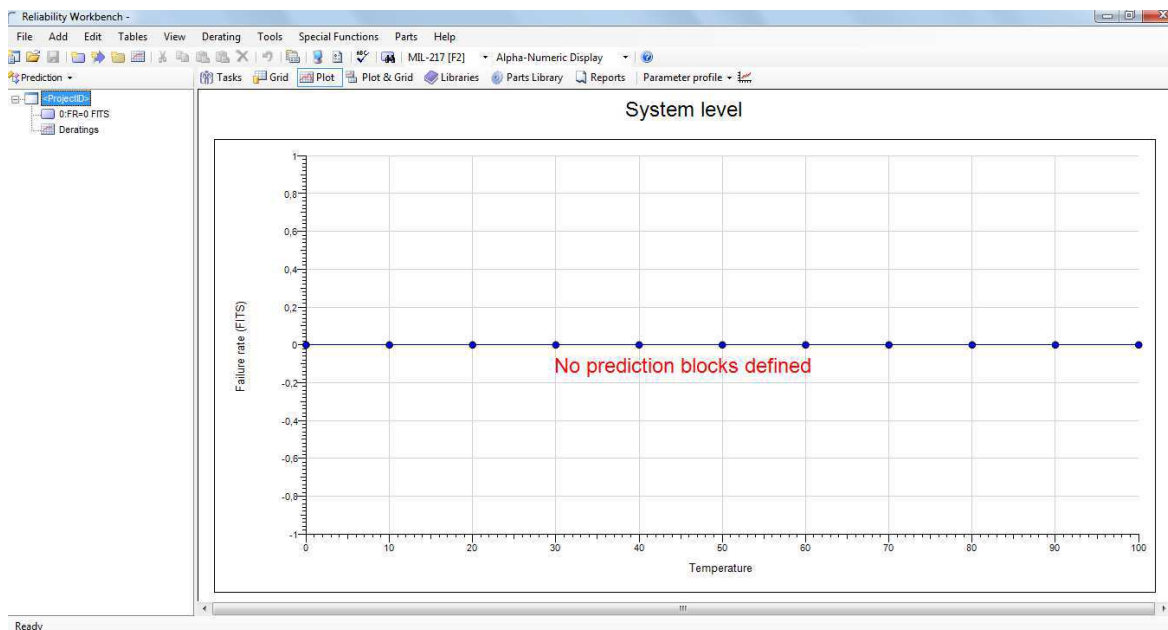 Reliability Workbench -
File Add Edit Tables View Derating Tools Special Functions Parts Help
MIL-217 [F2] Alpha-Numeric Display
Prediction Tasks Grid Plot Plot & Grid Libraries Parts Library Reports Parameter profile
<ProjectID>
0:FR=0 FITS
Deratings
System level
1
0,8
0,6
0,4
0,2
0
-0,2
-0,4
-0,6
-0,8
-1
Failure rate (FITS)
No prediction blocks defined
0 10 20 30 40 50 60 70 80 90 100
Temperature
Ready